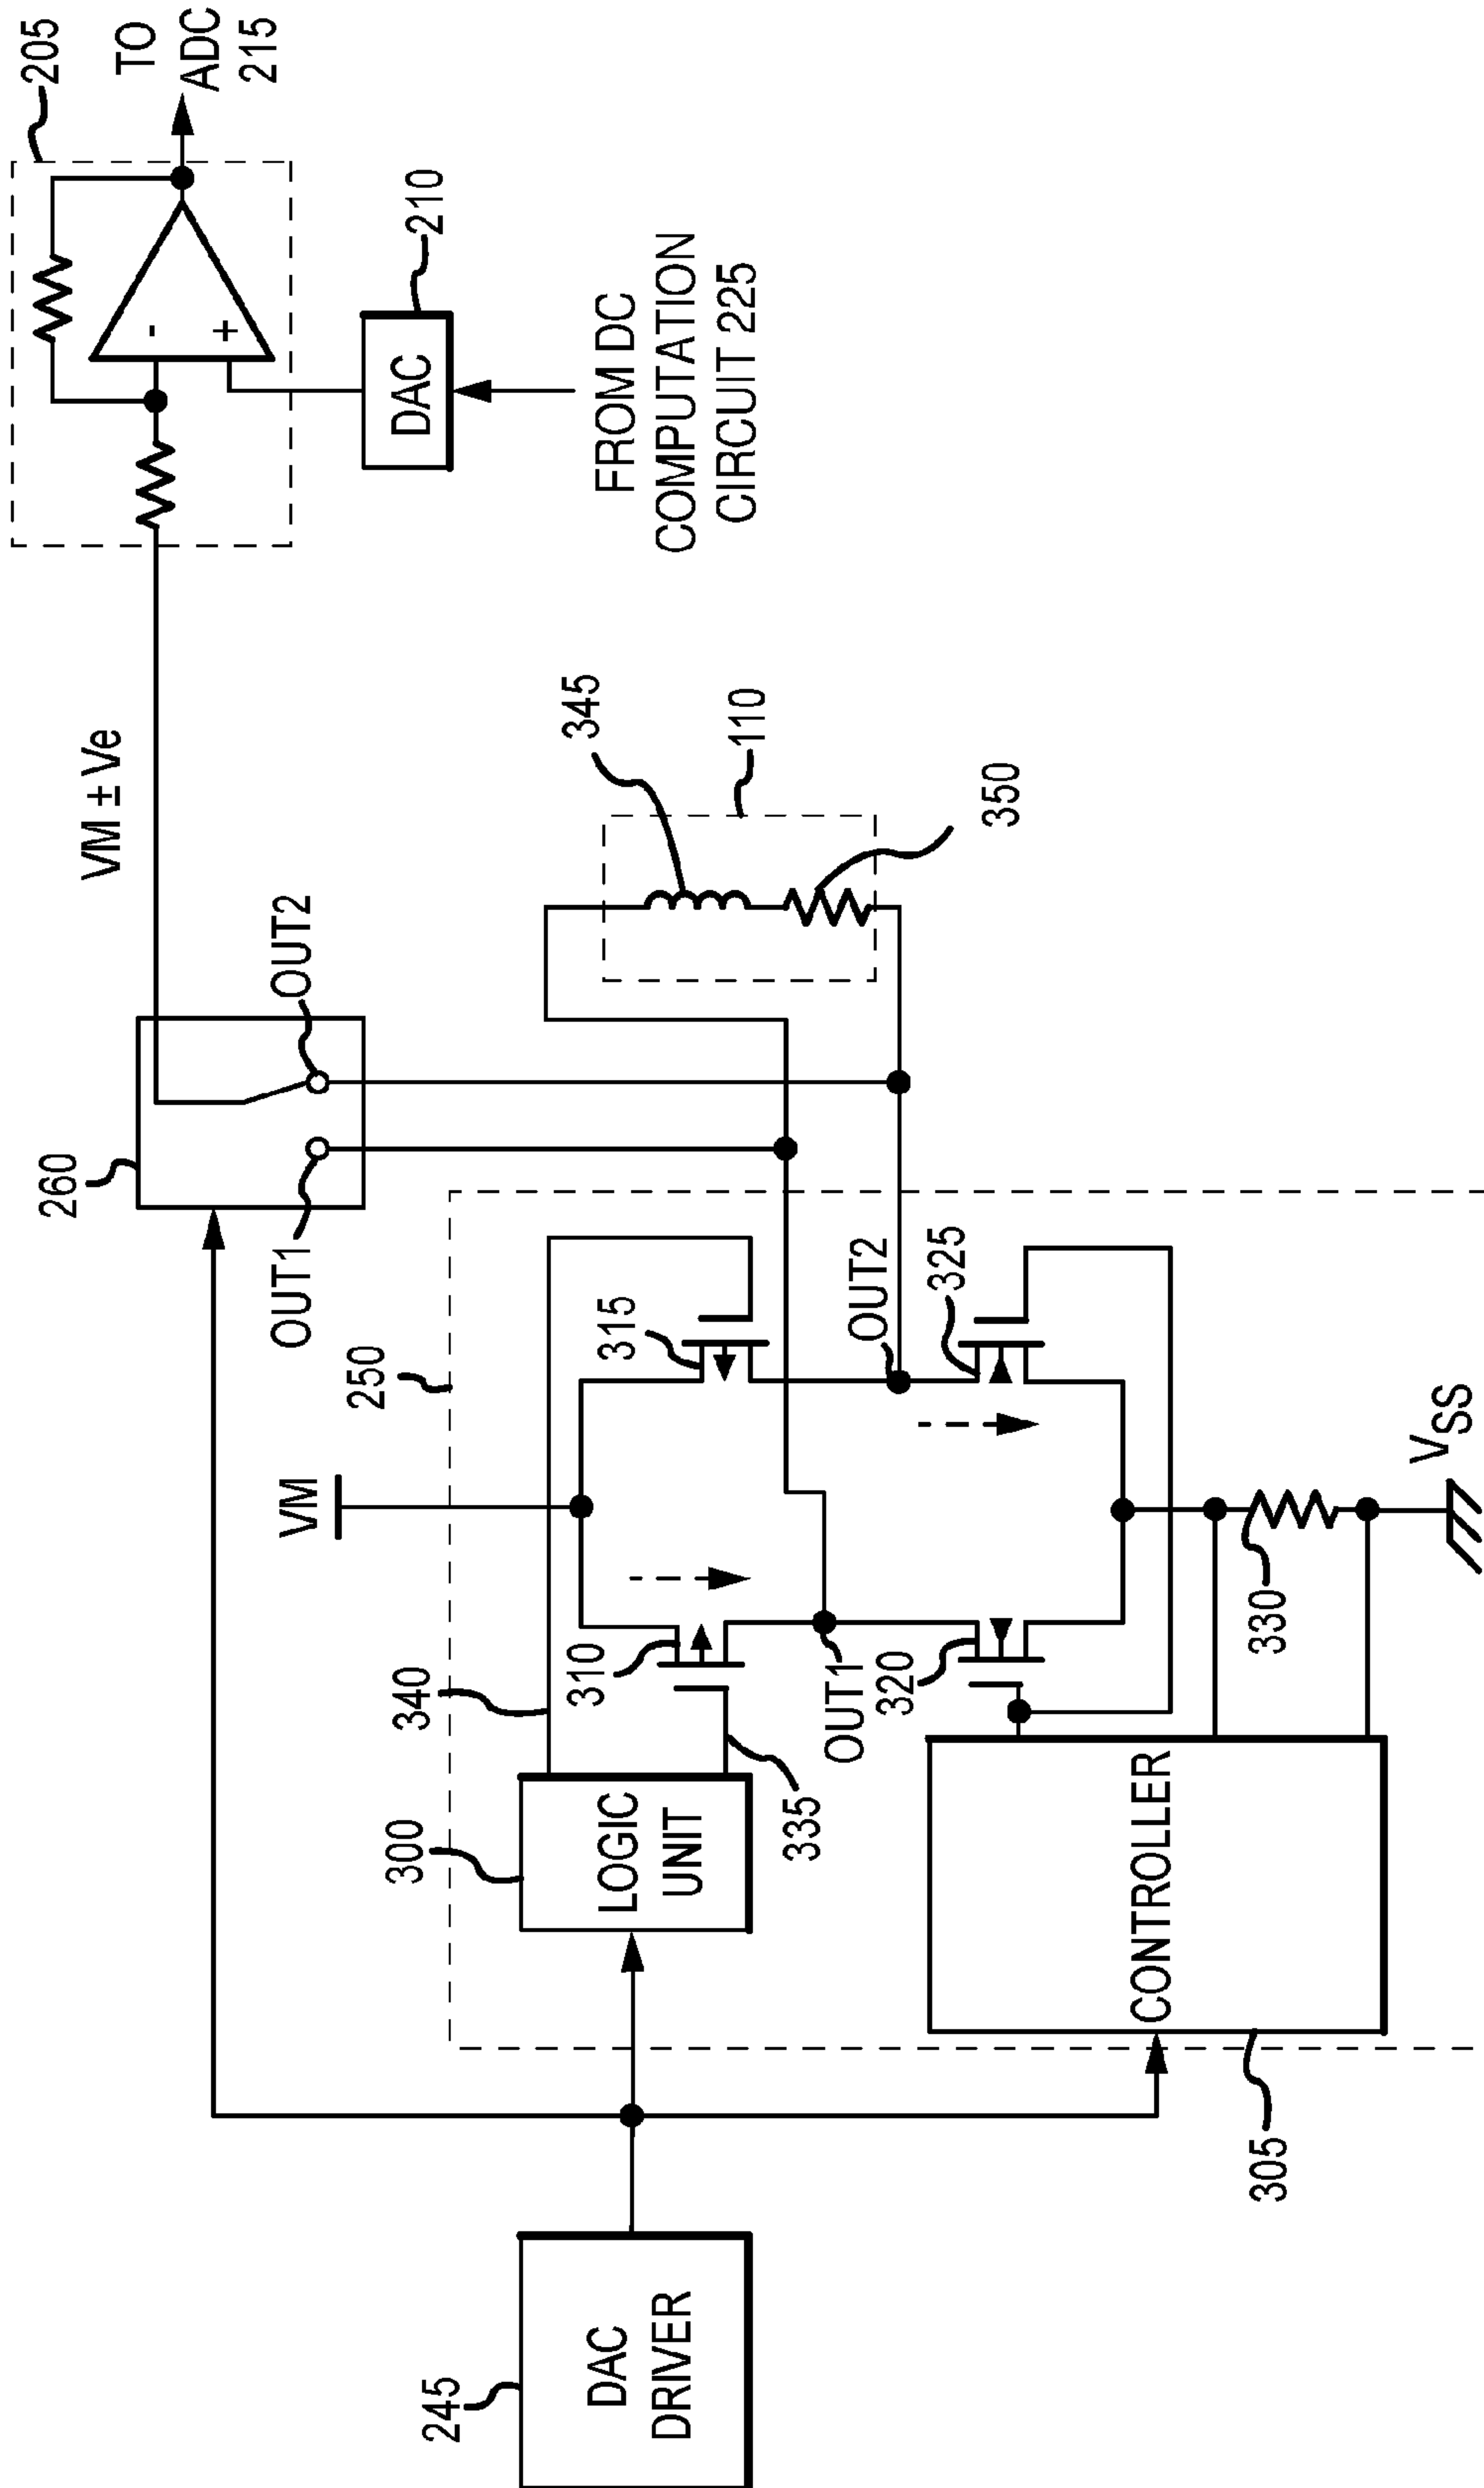 205
TO
ADC
215
210
DAC
FROM DC
COMPUTATION
CIRCUIT 225
-
+
VM ± Ve
345
110
350
OUT2
260
OUT1
250
VM
315
OUT2
325
340
310
OUT1
320
330
VSS
300
LOGIC
UNIT
335
CONTROLLER
305
245
DAC
DRIVER